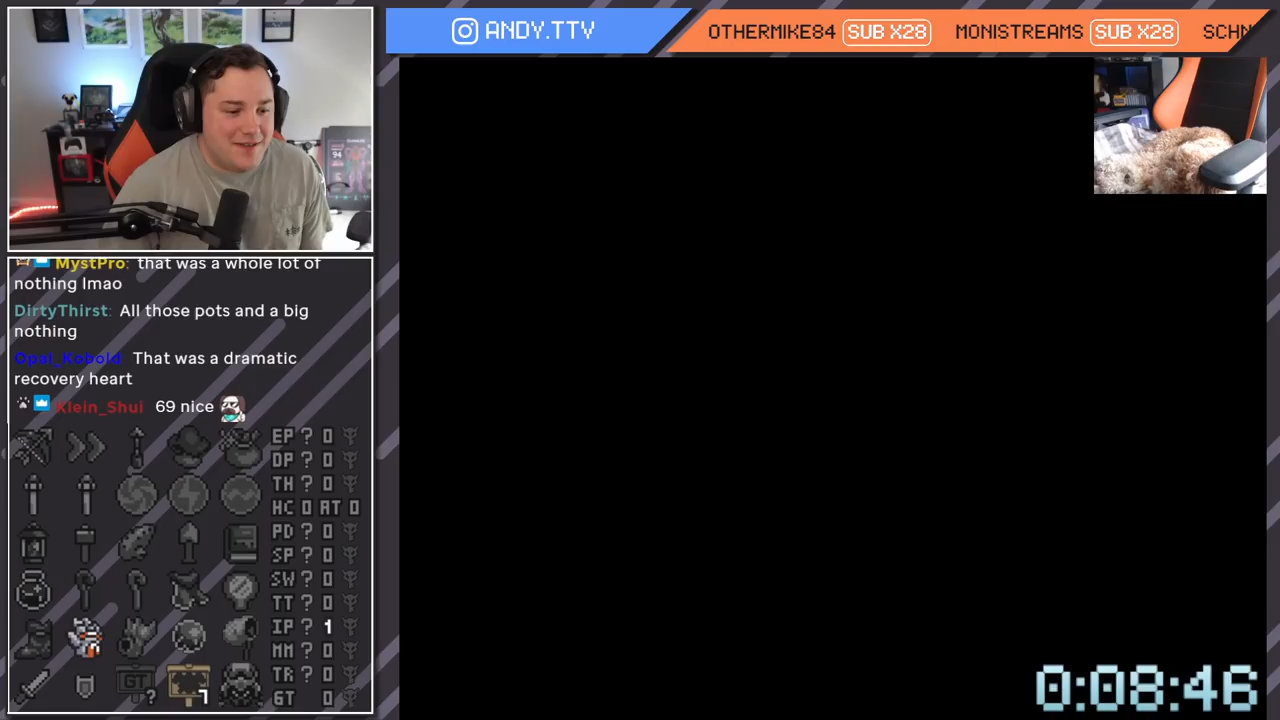 ANDY.TTV
OTHERMIKE84 SUB X28 MONISTREAMS SUB X28 SCHN
94
MystPro: that was a whole lot of
nothing lmao
DirtyThirst: All those pots and a big
nothing
Opal_Kobold That was a dramatic
recovery heart
Klein_Shui 69 nice
EP ? 0
DP ? 0
TH ? 0
HC 0 AT 0
PD ? 0
SP ? 0
SW ? 0
TT ? 0
IP ? 1
MM ? 0
TR ? 0
GT 0
GT ?
7
0:08:46